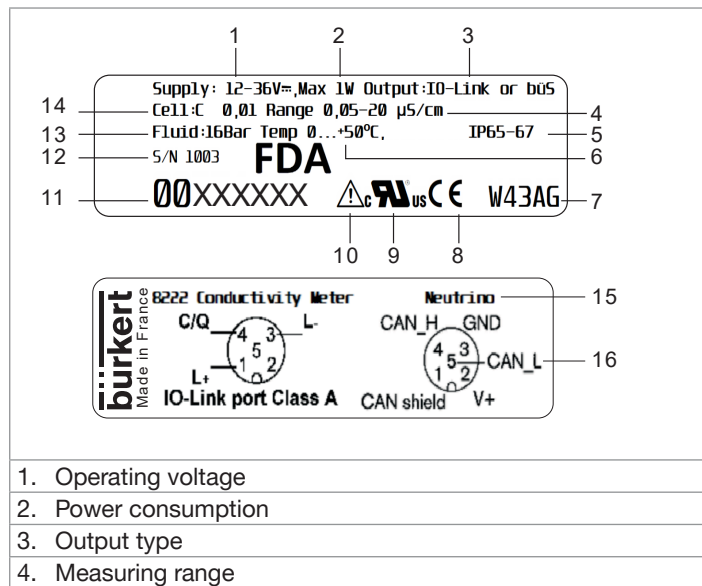 1 2 3
Supply: 12-36V⎓,Max 1W Output:IO-Link or büS
14 Cell:C 0,01 Range 0,05-20 µS/cm 4
13 Fluid:16Bar Temp 0...+50°C, IP65-67 5
12 S/N 1003 FDA 6
11 00XXXXXX c RU ® us CE W43AG 7
10 9 8
bürkert
Made in France
8222 Conductivity Meter Neutrino 15
C/Q L- CAN_H GND
4 3 4 3
5 5 CAN_L 16
1 2 1 2
L+
IO-Link port Class A CAN shield V+
1. Operating voltage
2. Power consumption
3. Output type
4. Measuring range